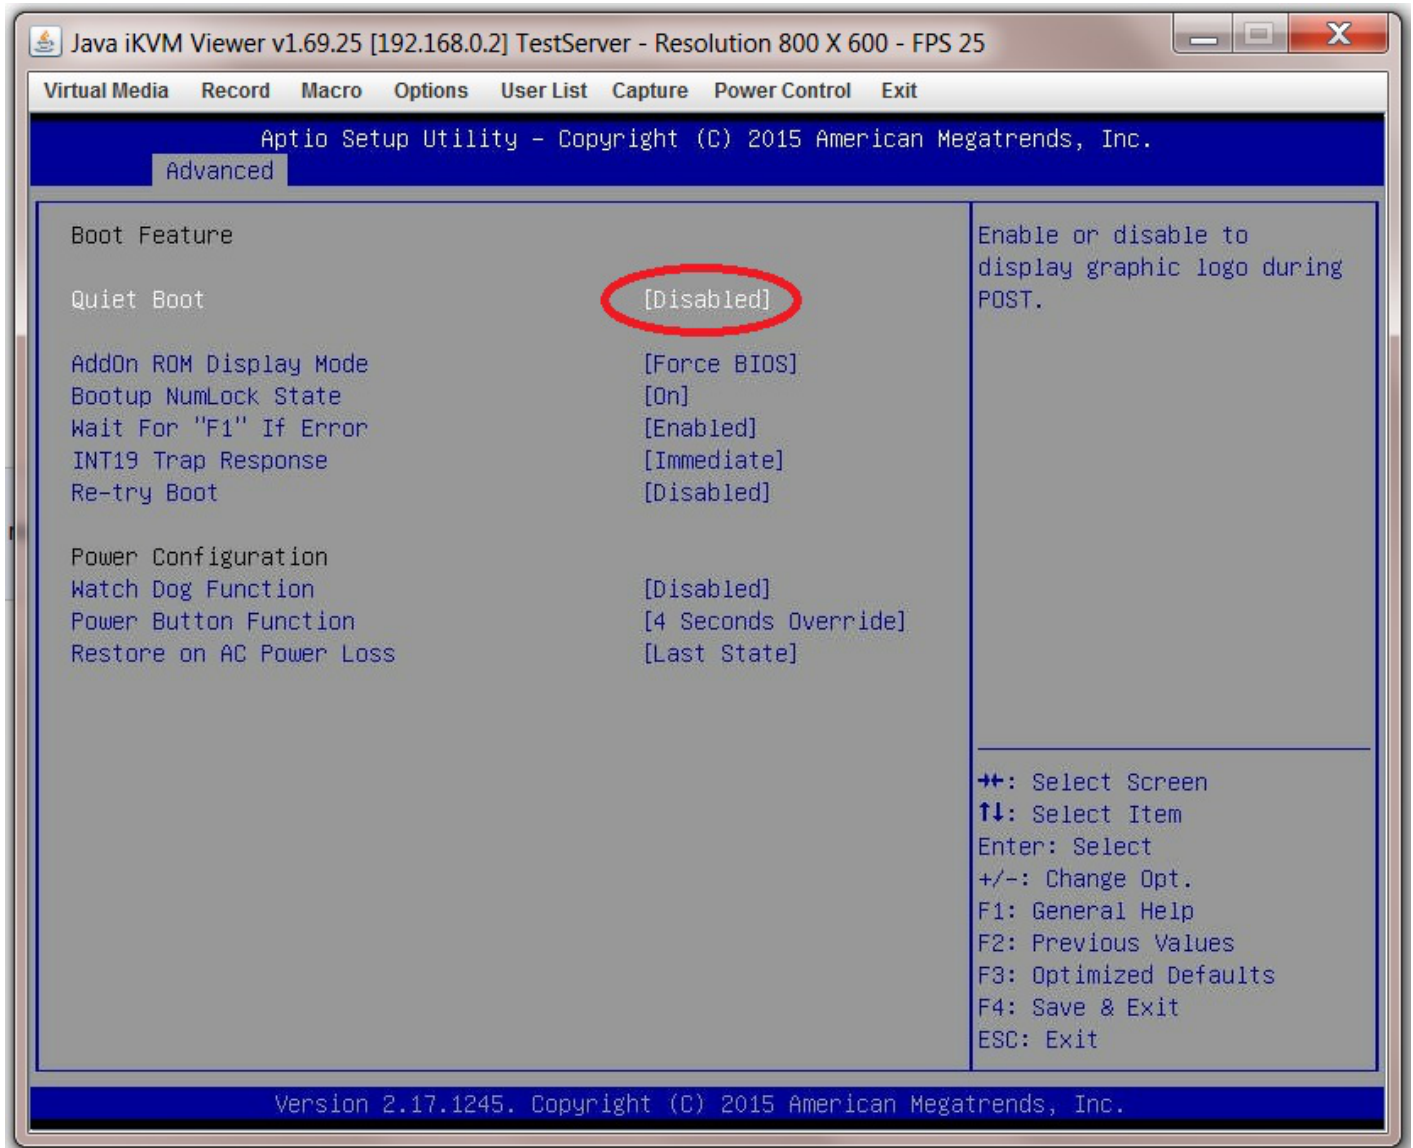 Java iKVM Viewer v1.69.25 [192.168.0.2] TestServer - Resolution 800 X 600 - FPS 25
Virtual Media Record Macro Options User List Capture Power Control Exit
Aptio Setup Utility – Copyright (C) 2015 American Megatrends, Inc.
Advanced
Boot Feature
Quiet Boot [Disabled]
AddOn ROM Display Mode [Force BIOS]
Bootup NumLock State [On]
Wait For "F1" If Error [Enabled]
INT19 Trap Response [Immediate]
Re-try Boot [Disabled]
Power Configuration
Watch Dog Function [Disabled]
Power Button Function [4 Seconds Override]
Restore on AC Power Loss [Last State]
Enable or disable to
display graphic logo during
POST.
→←: Select Screen
↑↓: Select Item
Enter: Select
+/-: Change Opt.
F1: General Help
F2: Previous Values
F3: Optimized Defaults
F4: Save & Exit
ESC: Exit
Version 2.17.1245. Copyright (C) 2015 American Megatrends, Inc.